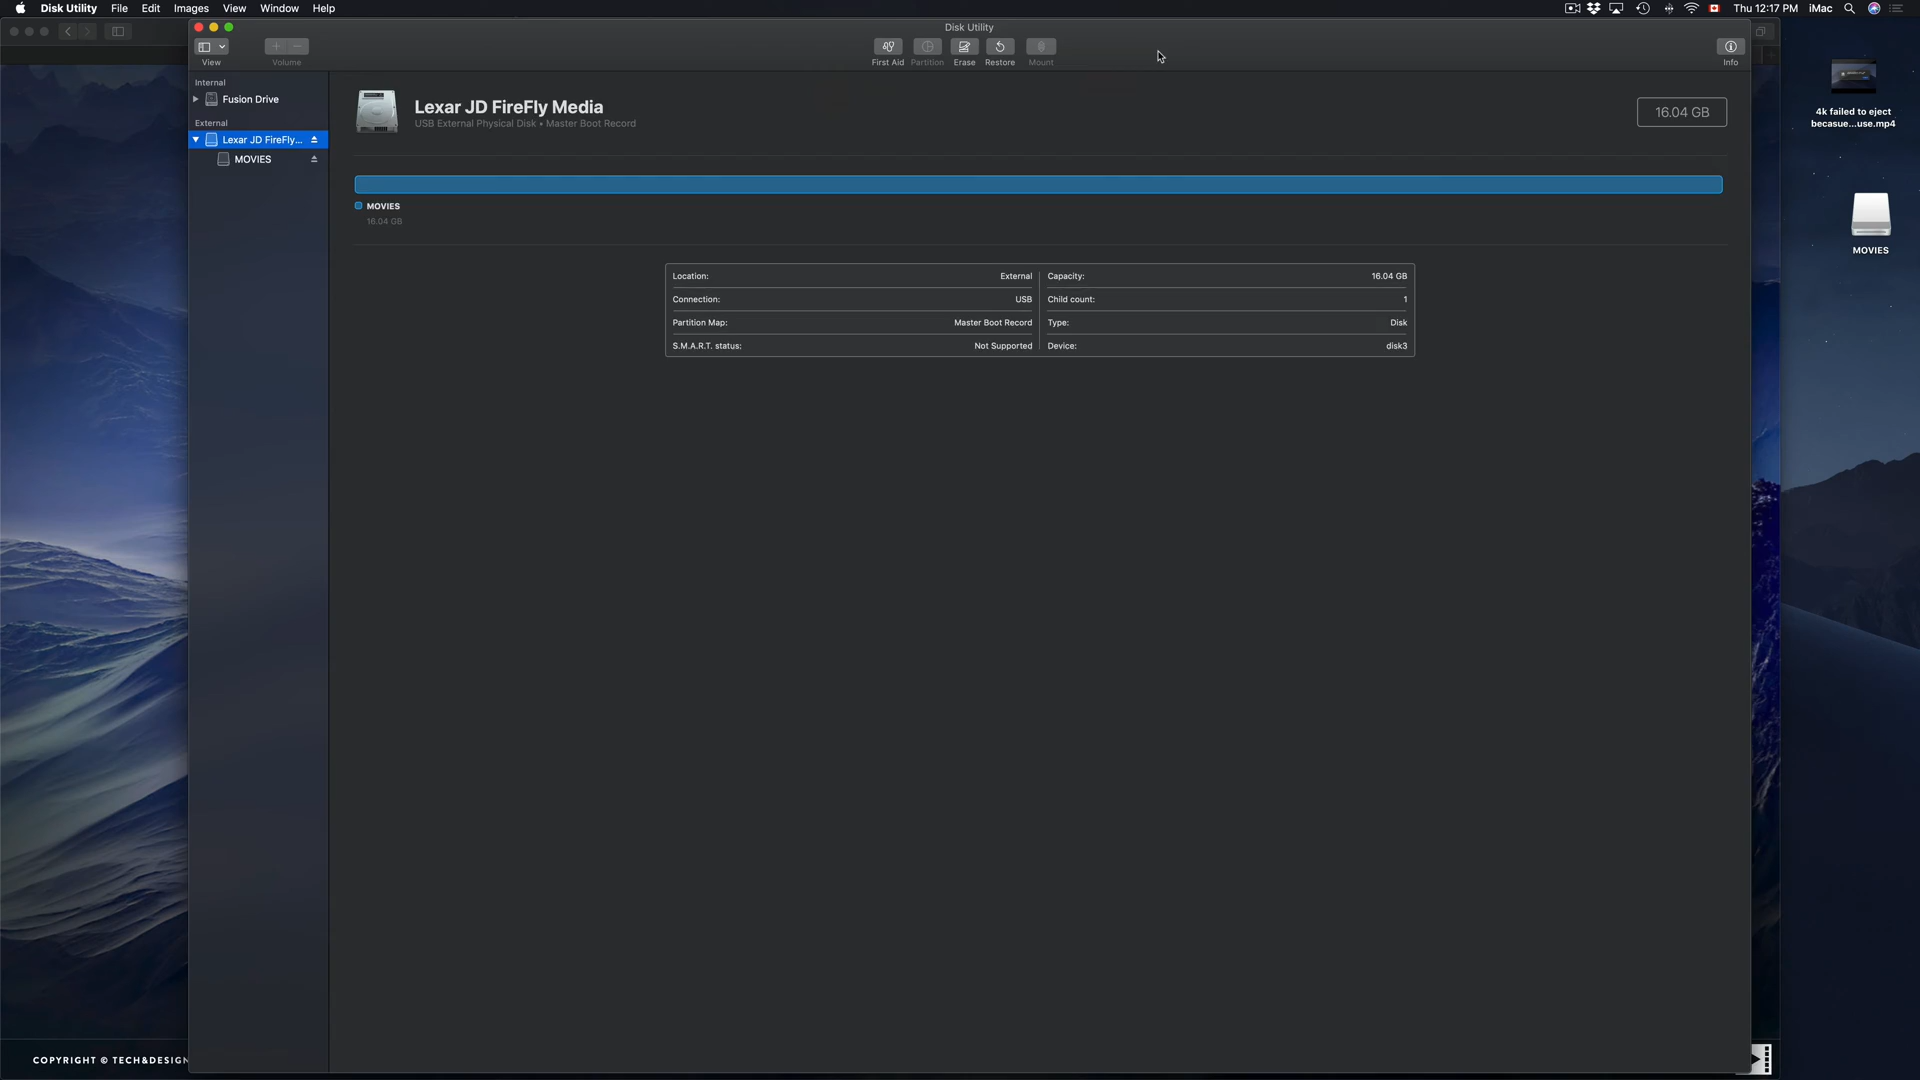 Disk Utility File Edit Images View Window Help
Thu 12:17 PM iMac
Disk Utility
View
Volume
First Aid
Partition
Erase
Restore
Mount
Info
Internal
Fusion Drive
External
Lexar JD FireFly...
MOVIES
Lexar JD FireFly Media
USB External Physical Disk • Master Boot Record
16.04 GB
MOVIES
16.04 GB
Location: External
Capacity: 16.04 GB
Connection: USB
Child count: 1
Partition Map: Master Boot Record
Type: Disk
S.M.A.R.T. status: Not Supported
Device: disk3
4k failed to eject
becasue...use.mp4
MOVIES
COPYRIGHT © TECH&DESIGN